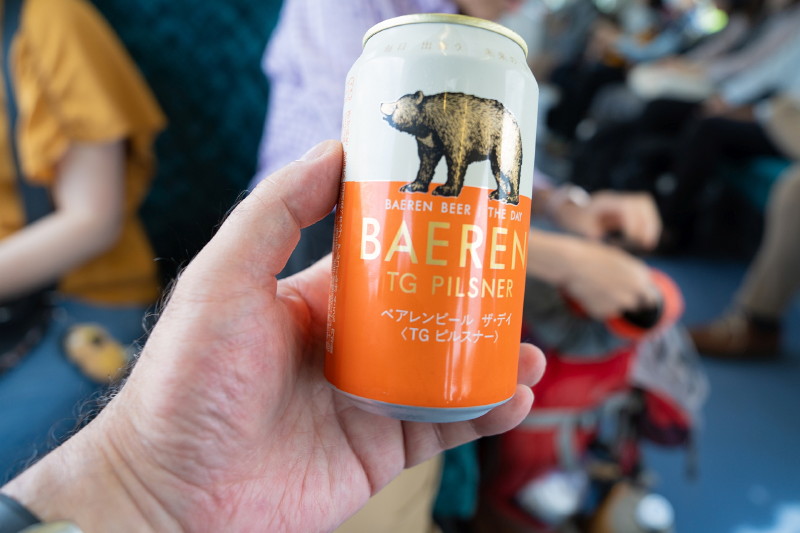 BAEREN BEER THE DAY
BAEREN
TG PILSNER
ベアレンビール ザ・デイ
〈TG ピルスナー〉